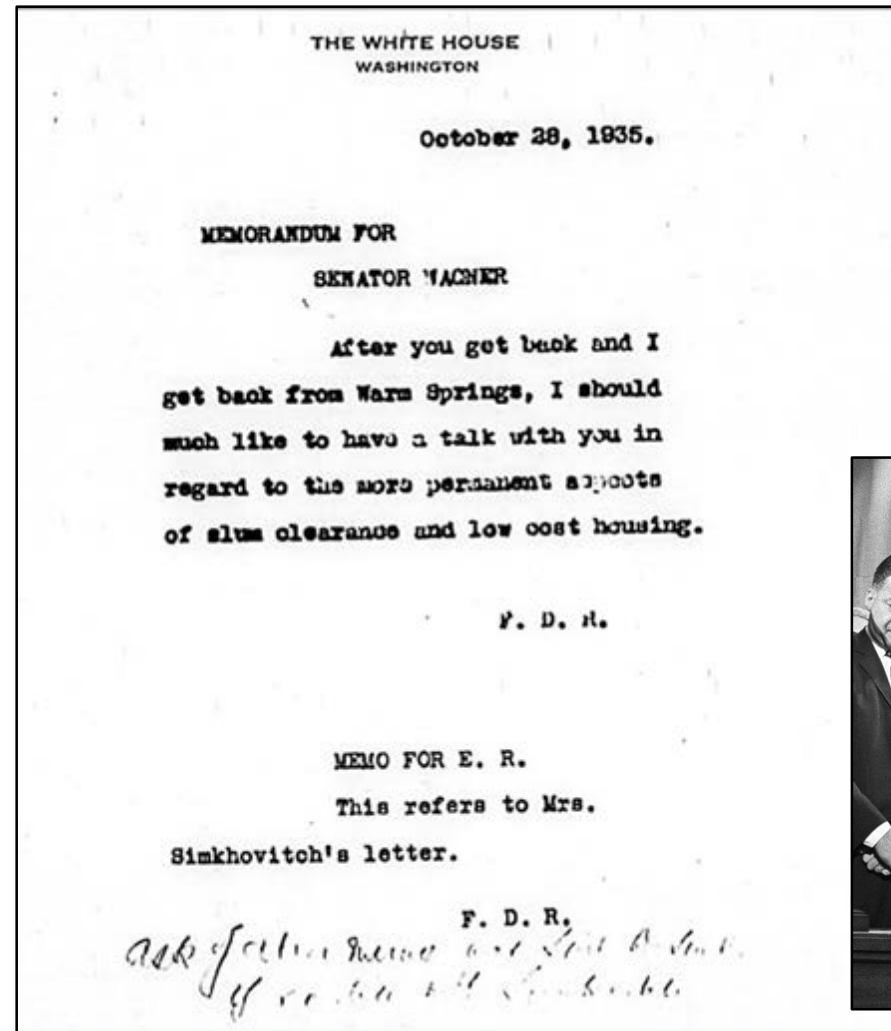 THE WHITE HOUSE
WASHINGTON
October 28, 1935.
MEMORANDUM FOR
SENATOR WAGNER
After you get back and I
get back from Warm Springs, I should
much like to have a talk with you in
regard to the more permanent aspects
of slum clearance and low cost housing.
F. D. R.
MEMO FOR E. R.
This refers to Mrs.
Simkhovitch's letter.
F. D. R.
ask if